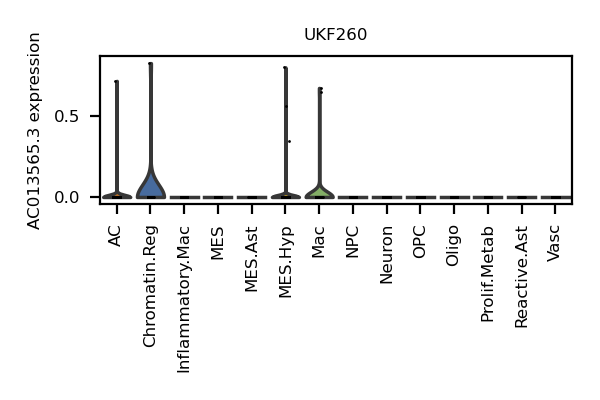 UKF260
AC013565.3 expression
0.5
0.0
AC
Chromatin.Reg
Inflammatory.Mac
MES
MES.Ast
MES.Hyp
Mac
NPC
Neuron
OPC
Oligo
Prolif.Metab
Reactive.Ast
Vasc